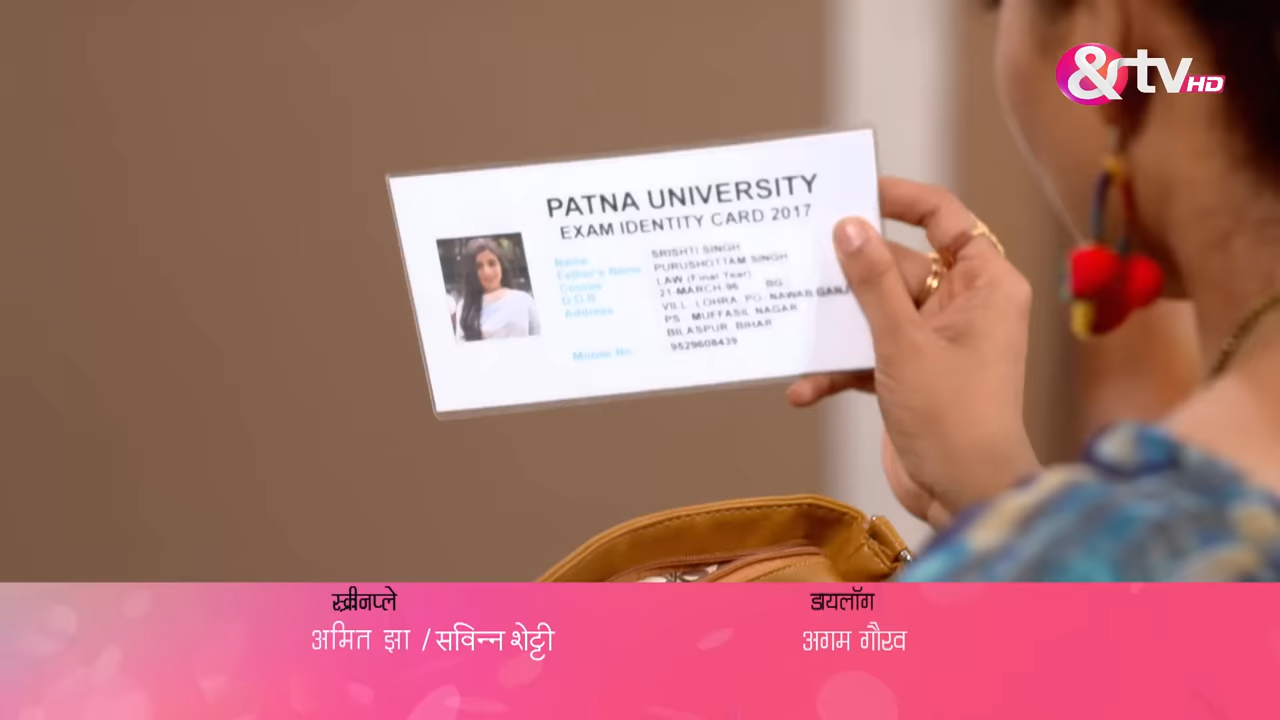 &tv HD
PATNA UNIVERSITY
EXAM IDENTITY CARD 2017
Name SRISHTI SINGH
Father's Name PURUSHOTTAM SINGH
Course LAW (Final Year)
D.O.B 21 MARCH 96 BG
Address VILL LOHRA PO. NAWAB GANJ
PS MUFFASIL NAGAR
BILASPUR BIHAR
Mobile No. 9529608439
स्क्रीनप्ले
अमित झा / सविन्न शेट्टी
डायलॉग
अगम गौरव